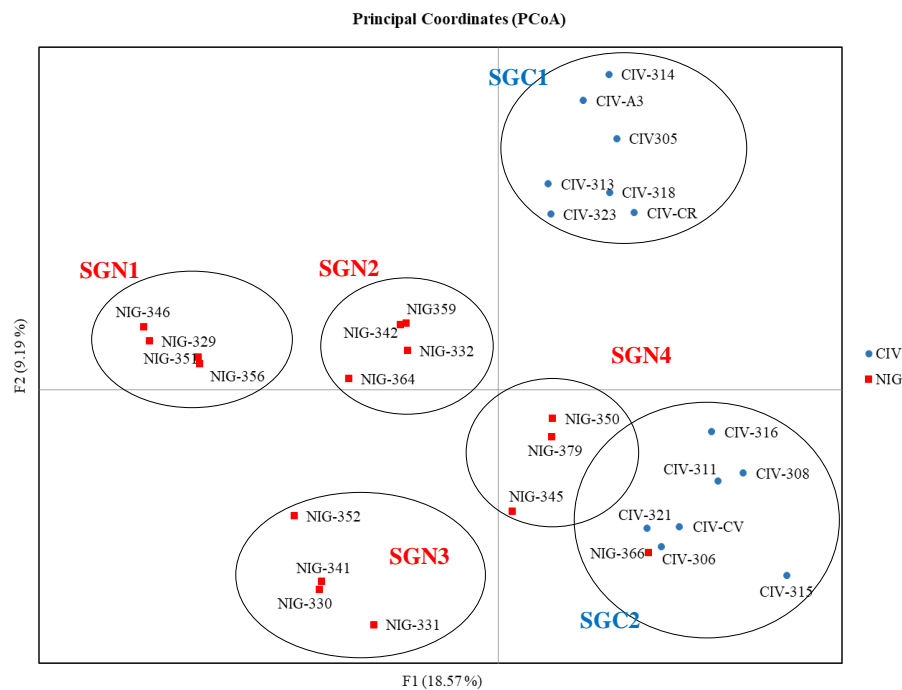 Principal Coordinates (PCoA)
SGC1
CIV-314
CIV-A3
CIV305
CIV-313
CIV-318
CIV-323
CIV-CR
SGN1
SGN2
NIG-346
NIG359
NIG-329
NIG-342
NIG-351
NIG-332
NIG-356
NIG-364
SGN4
F2 (9.19 %)
CIV
NIG
NIG-350
CIV-316
NIG-379
CIV-311
CIV-308
NIG-345
NIG-352
CIV-321
CIV-CV
SGN3
NIG-366
CIV-306
NIG-341
CIV-315
NIG-330
SGC2
NIG-331
F1 (18.57%)